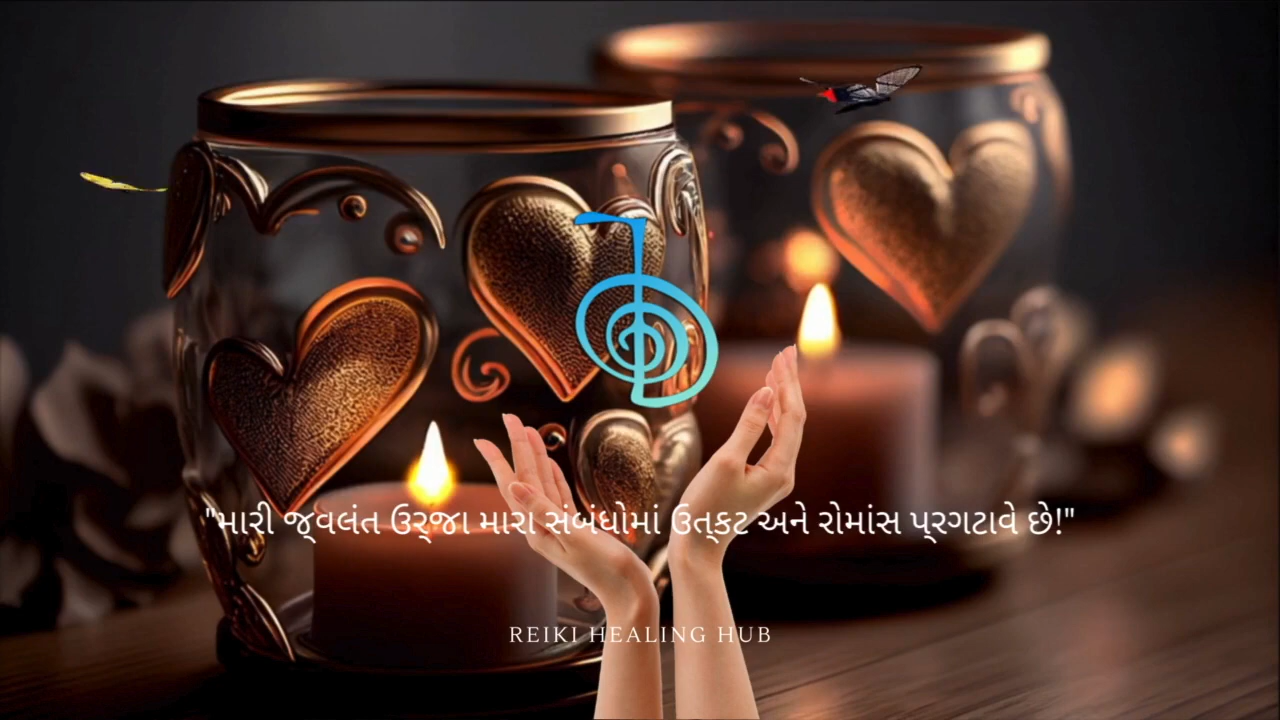 "મારી જ્વલંત ઉર્જા મારા સંબંધોમાં ઉત્કટ અને રોમાંસ પ્રગટાવે છે!"
REIKI HEALING HUB